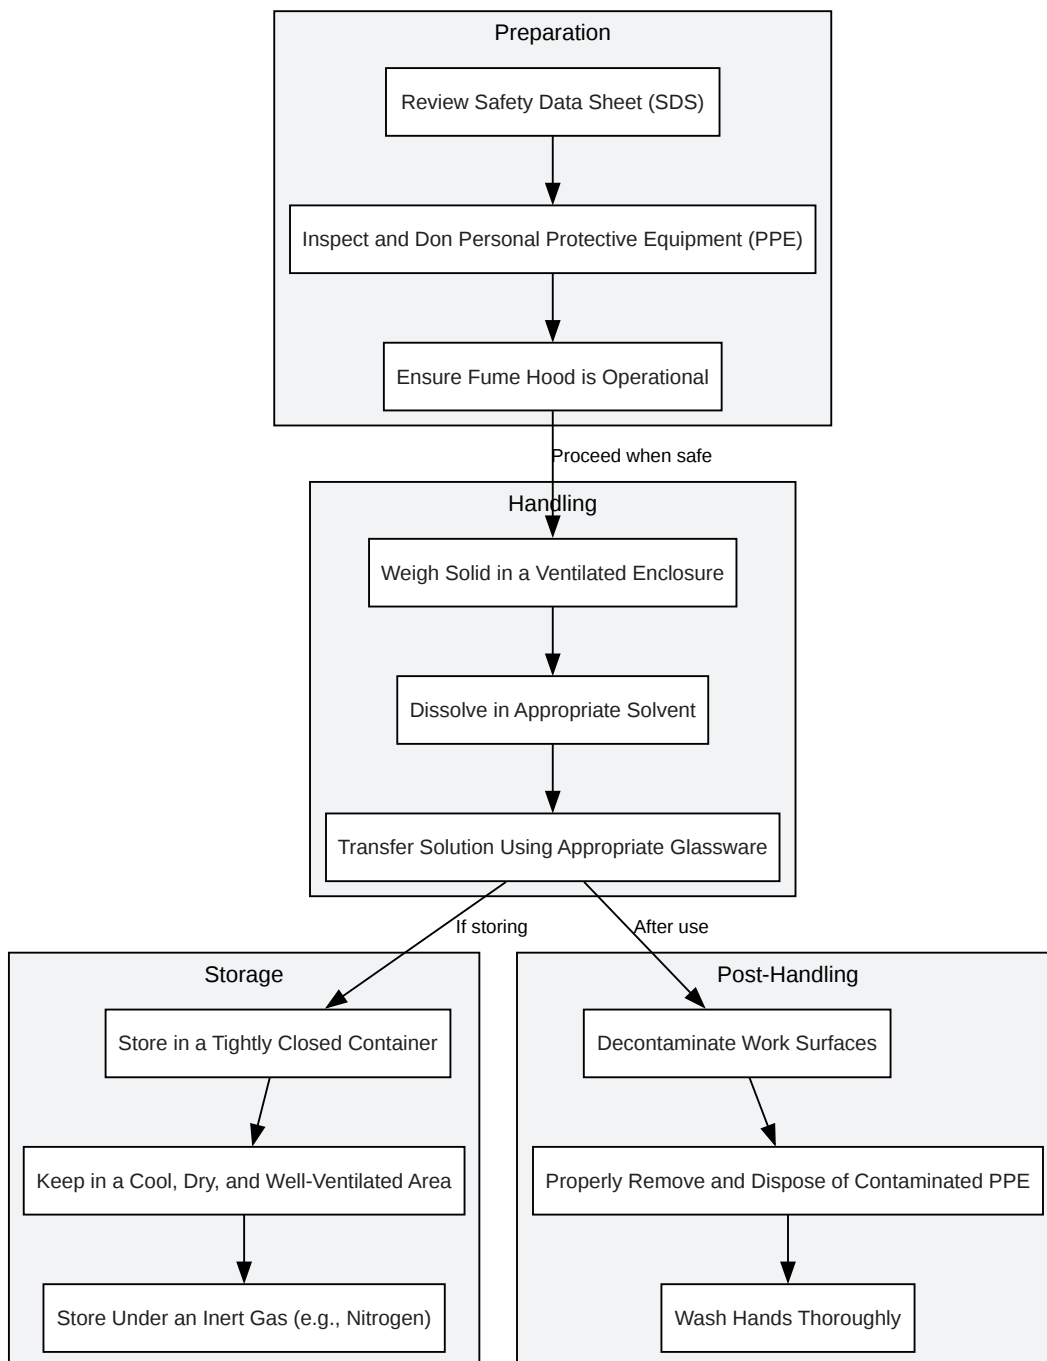 Preparation
Review Safety Data Sheet (SDS)
Inspect and Don Personal Protective Equipment (PPE)
Ensure Fume Hood is Operational
Proceed when safe
Handling
Weigh Solid in a Ventilated Enclosure
Dissolve in Appropriate Solvent
Transfer Solution Using Appropriate Glassware
If storing
After use
Storage
Store in a Tightly Closed Container
Keep in a Cool, Dry, and Well-Ventilated Area
Store Under an Inert Gas (e.g., Nitrogen)
Post-Handling
Decontaminate Work Surfaces
Properly Remove and Dispose of Contaminated PPE
Wash Hands Thoroughly